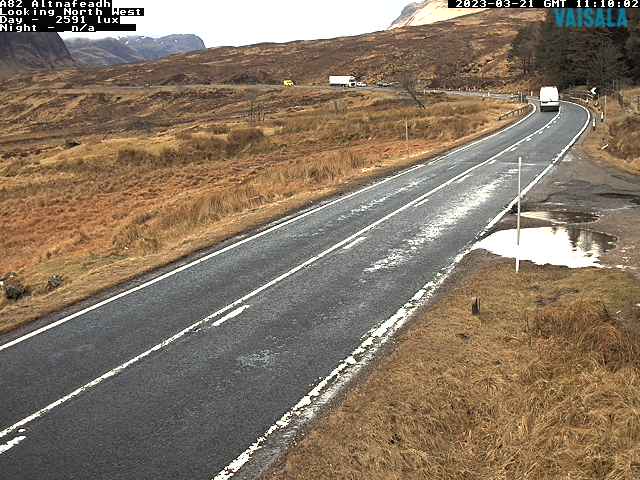 A82 Altnafeadh
2023-03-21 GMT 11:10:02
Looking North West
VAISALA
Day - 2591 lux
Night - n/a